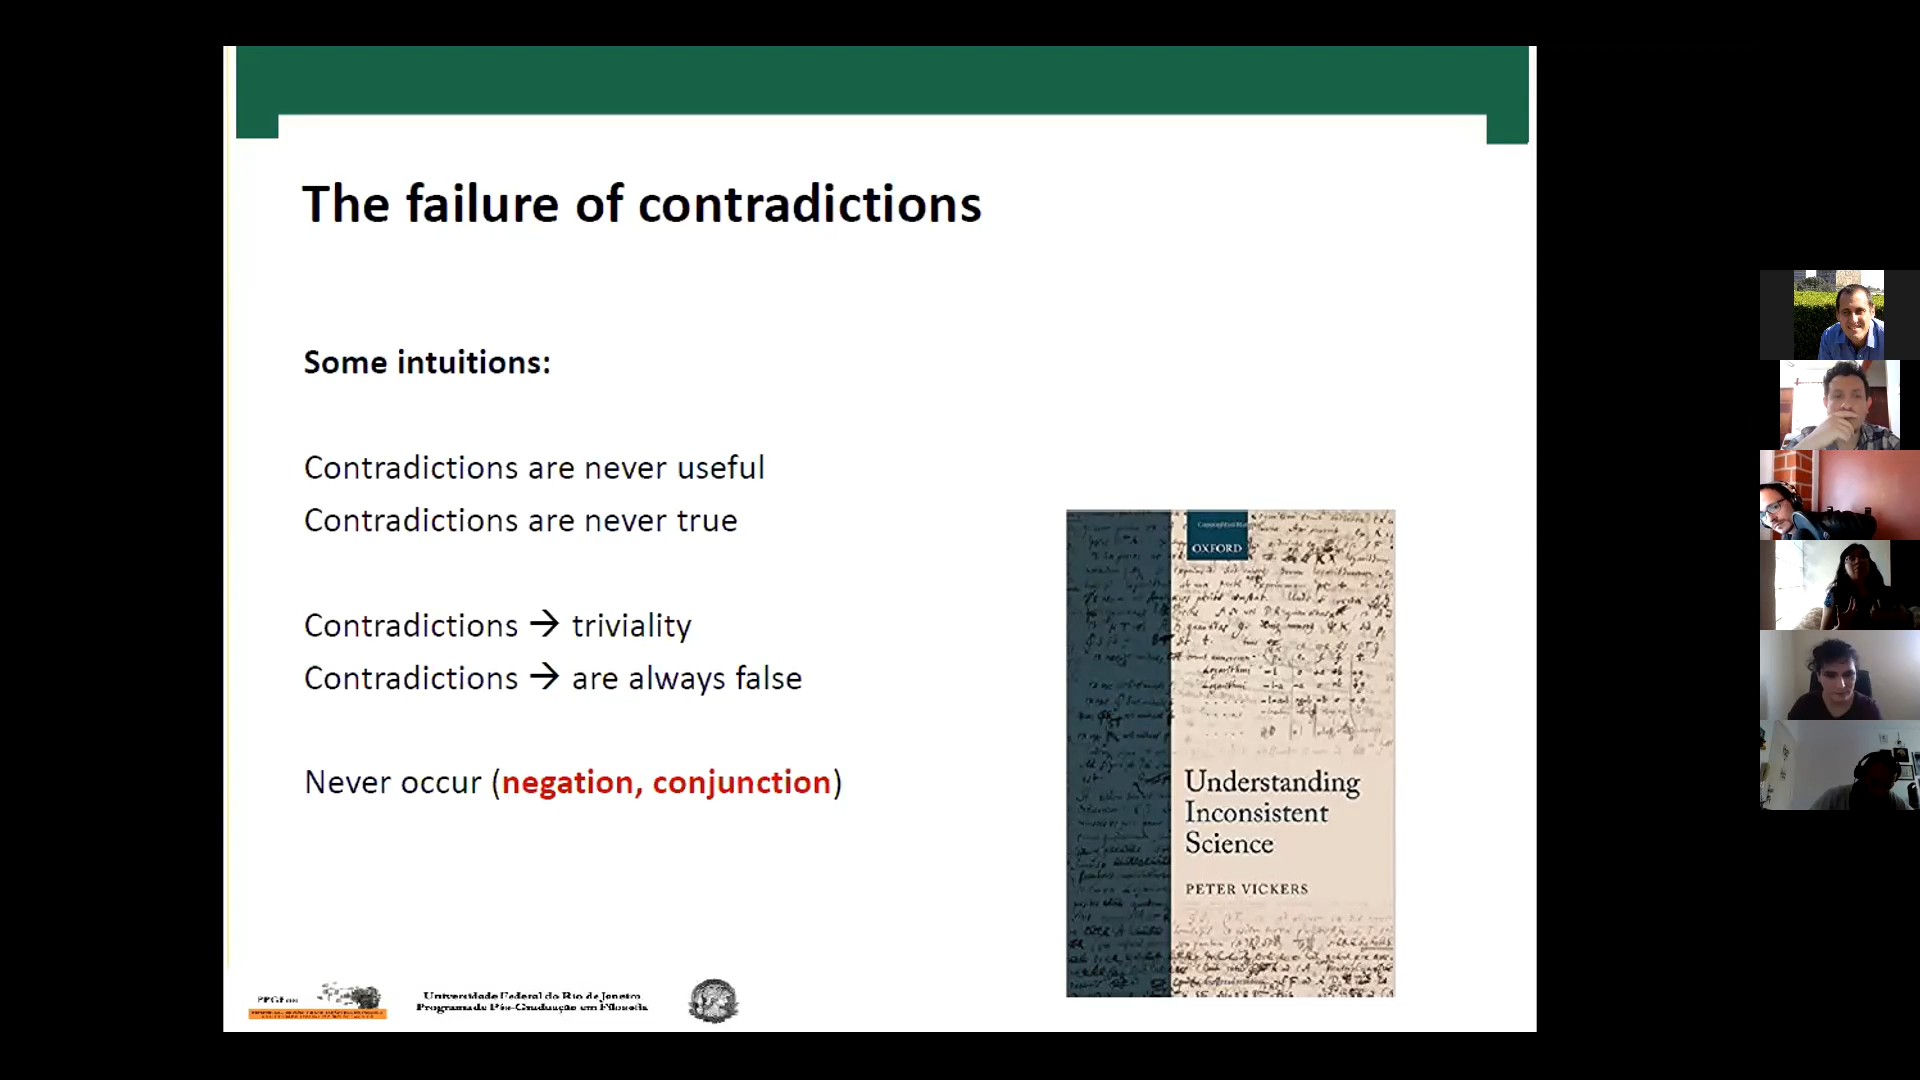 The failure of contradictions
Some intuitions:
Contradictions are never useful
Contradictions are never true
Contradictions → triviality
Contradictions → are always false
Never occur (negation, conjunction)
OXFORD
Understanding
Inconsistent
Science
PETER VICKERS
Universidade Federal do Rio de Janeiro
Programa de Pós-Graduação em Filosofia